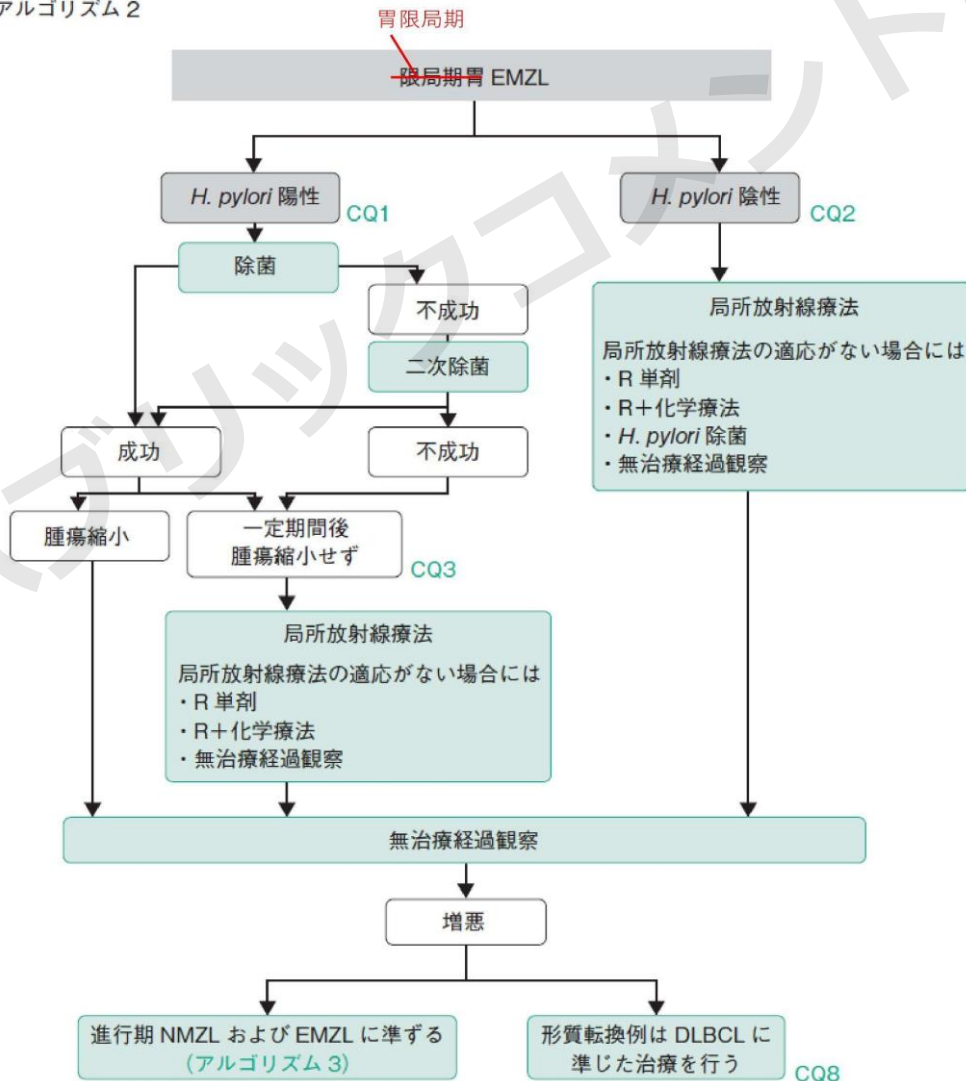 アルゴリズム 2
胃限局期
限局期胃 EMZL
H. pylori 陽性
CQ1
H. pylori 陰性
CQ2
除菌
不成功
二次除菌
成功
不成功
腫瘍縮小
一定期間後
腫瘍縮小せず
CQ3
局所放射線療法
局所放射線療法の適応がない場合には
・R 単剤
・R+化学療法
・H. pylori 除菌
・無治療経過観察
局所放射線療法
局所放射線療法の適応がない場合には
・R 単剤
・R+化学療法
・無治療経過観察
無治療経過観察
増悪
進行期 NMZL および EMZL に準ずる
(アルゴリズム 3)
形質転換例は DLBCL に
準じた治療を行う
CQ8
パブリックコメント